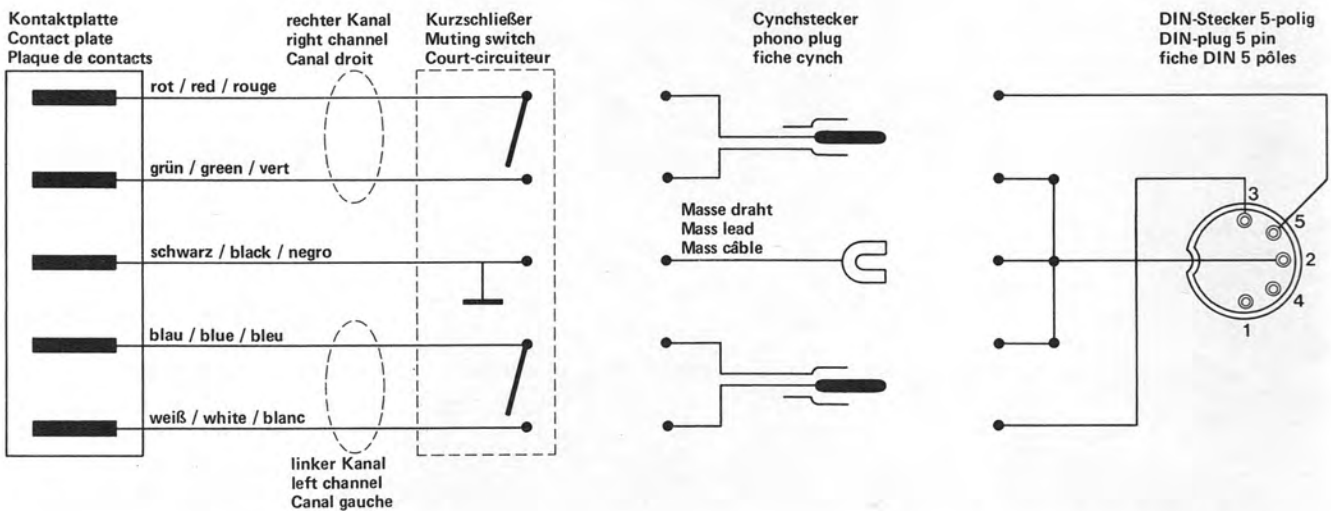 Kontaktplatte
Contact plate
Plaque de contacts
rechter Kanal
right channel
Canal droit
Kurzschließer
Muting switch
Court-circuiteur
Cynchstecker
phono plug
fiche cynch
DIN-Stecker 5-polig
DIN-plug 5 pin
fiche DIN 5 pôles
rot / red / rouge
grün / green / vert
schwarz / black / negro
blau / blue / bleu
weiß / white / blanc
linker Kanal
left channel
Canal gauche
Masse draht
Mass lead
Mass câble
3
5
2
4
1